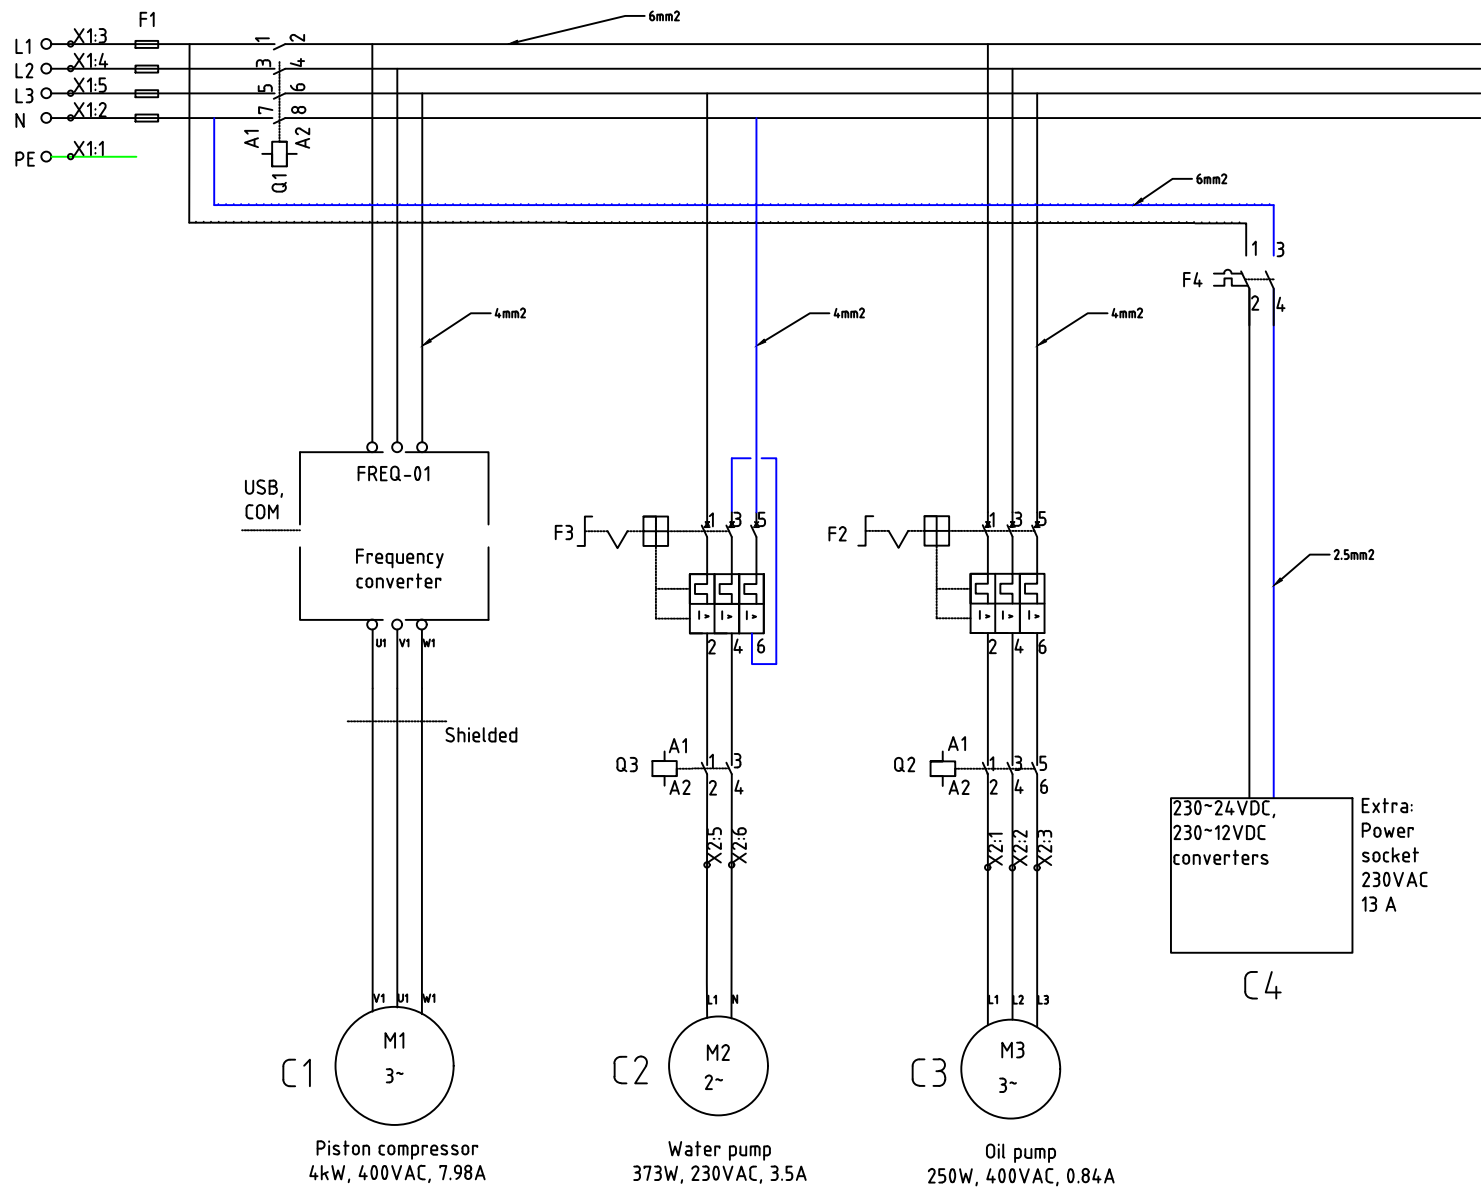 F1
L1 X1:3 1 2 6mm2
L2 X1:4 3 4
L3 X1:5 5 6
N X1:2 7 8
PE X1:1 A1 A2
Q1
6mm2
1 3
F4
2 4
4mm2 4mm2 4mm2
FREQ-01
USB,
COM
Frequency
converter
U1 V1 W1
Shielded
F3 1 3 5
I> I> I>
2 4 6
F2 1 3 5
I> I> I>
2 4 6
2.5mm2
Q3 A1 1 3
A2 2 4
Q2 A1 1 3 5
A2 2 4 6
X2:5 X2:6
X2:1 X2:2 X2:3
230~24VDC,
230~12VDC
converters
Extra:
Power
socket
230VAC
13 A
C4
V1 U1 W1
M1
3~
C1
Piston compressor
4kW, 400VAC, 7.98A
L1 N
M2
2~
C2
Water pump
373W, 230VAC, 3.5A
L1 L2 L3
M3
3~
C3
Oil pump
250W, 400VAC, 0.84A